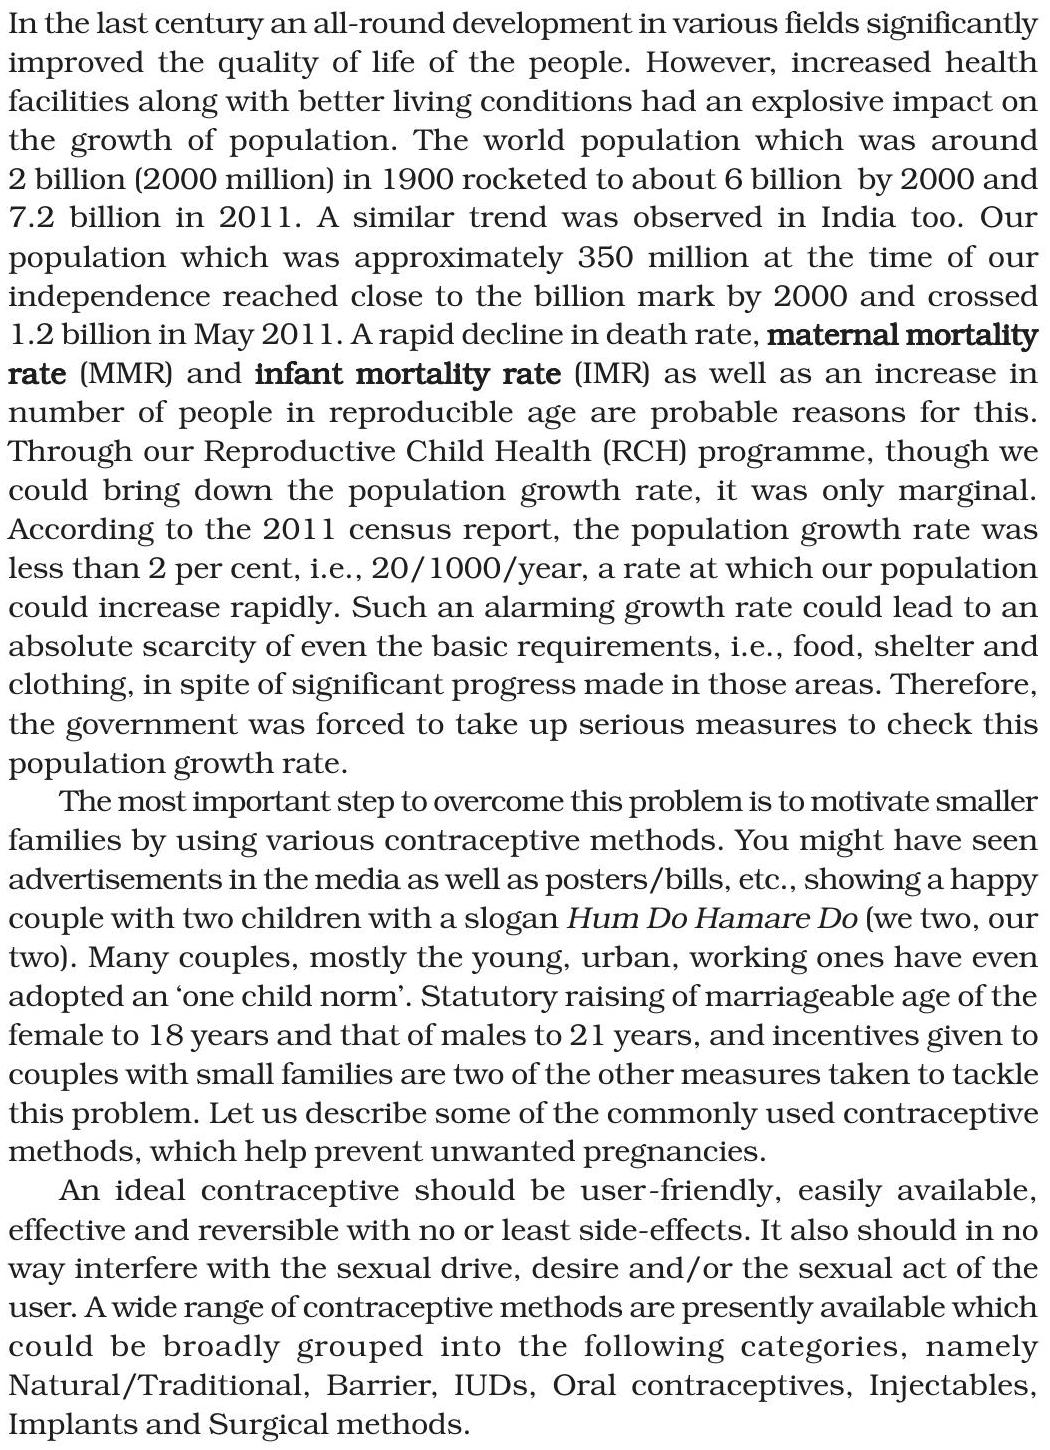 In the last century an all-round development in various fields significantly
improved the quality of life of the people. However, increased health
facilities along with better living conditions had an explosive impact on
the growth of population. The world population which was around
2 billion (2000 million) in 1900 rocketed to about 6 billion by 2000 and
7.2 billion in 2011. A similar trend was observed in India too. Our
population which was approximately 350 million at the time of our
independence reached close to the billion mark by 2000 and crossed
1.2 billion in May 2011. A rapid decline in death rate, maternal mortality
rate (MMR) and infant mortality rate (IMR) as well as an increase in
number of people in reproducible age are probable reasons for this.
Through our Reproductive Child Health (RCH) programme, though we
could bring down the population growth rate, it was only marginal.
According to the 2011 census report, the population growth rate was
less than 2 per cent, i.e., 20/1000/year, a rate at which our population
could increase rapidly. Such an alarming growth rate could lead to an
absolute scarcity of even the basic requirements, i.e., food, shelter and
clothing, in spite of significant progress made in those areas. Therefore,
the government was forced to take up serious measures to check this
population growth rate.
The most important step to overcome this problem is to motivate smaller
families by using various contraceptive methods. You might have seen
advertisements in the media as well as posters/bills, etc., showing a happy
couple with two children with a slogan Hum Do Hamare Do (we two, our
two). Many couples, mostly the young, urban, working ones have even
adopted an ‘one child norm’. Statutory raising of marriageable age of the
female to 18 years and that of males to 21 years, and incentives given to
couples with small families are two of the other measures taken to tackle
this problem. Let us describe some of the commonly used contraceptive
methods, which help prevent unwanted pregnancies.
An ideal contraceptive should be user-friendly, easily available,
effective and reversible with no or least side-effects. It also should in no
way interfere with the sexual drive, desire and/or the sexual act of the
user. A wide range of contraceptive methods are presently available which
could be broadly grouped into the following categories, namely
Natural/Traditional, Barrier, IUDs, Oral contraceptives, Injectables,
Implants and Surgical methods.